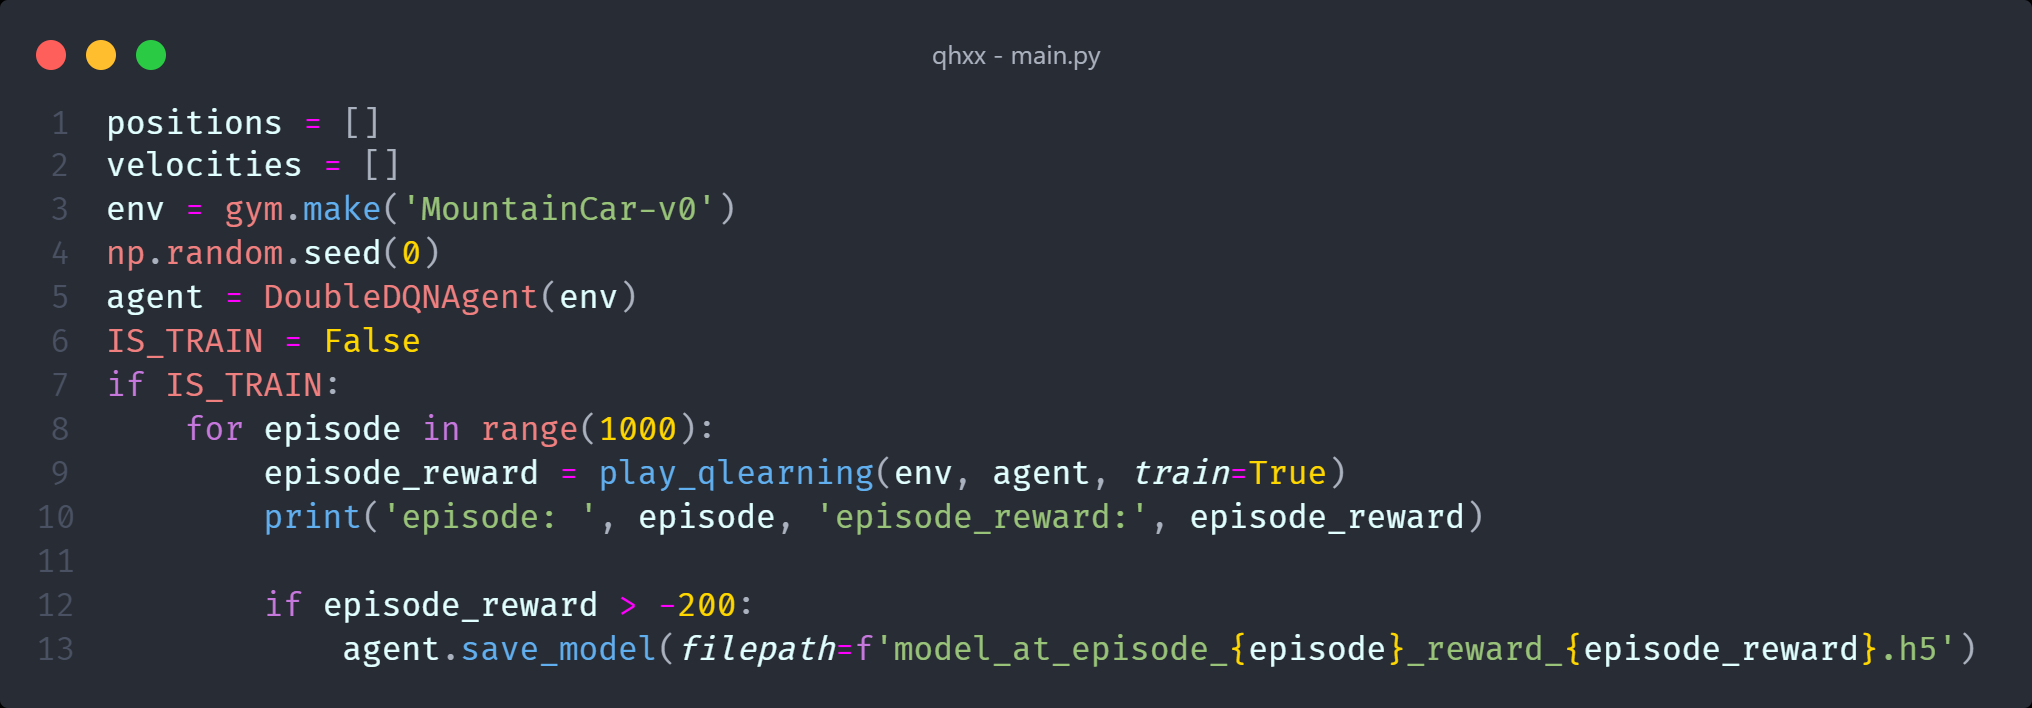 qhxx - main.py
1 positions = []
2 velocities = []
3 env = gym.make('MountainCar-v0')
4 np.random.seed(0)
5 agent = DoubleDQNAgent(env)
6 IS_TRAIN = False
7 if IS_TRAIN:
8     for episode in range(1000):
9         episode_reward = play_qlearning(env, agent, train=True)
10         print('episode: ', episode, 'episode_reward:', episode_reward)
11
12         if episode_reward > -200:
13             agent.save_model(filepath=f'model_at_episode_{episode}_reward_{episode_reward}.h5')